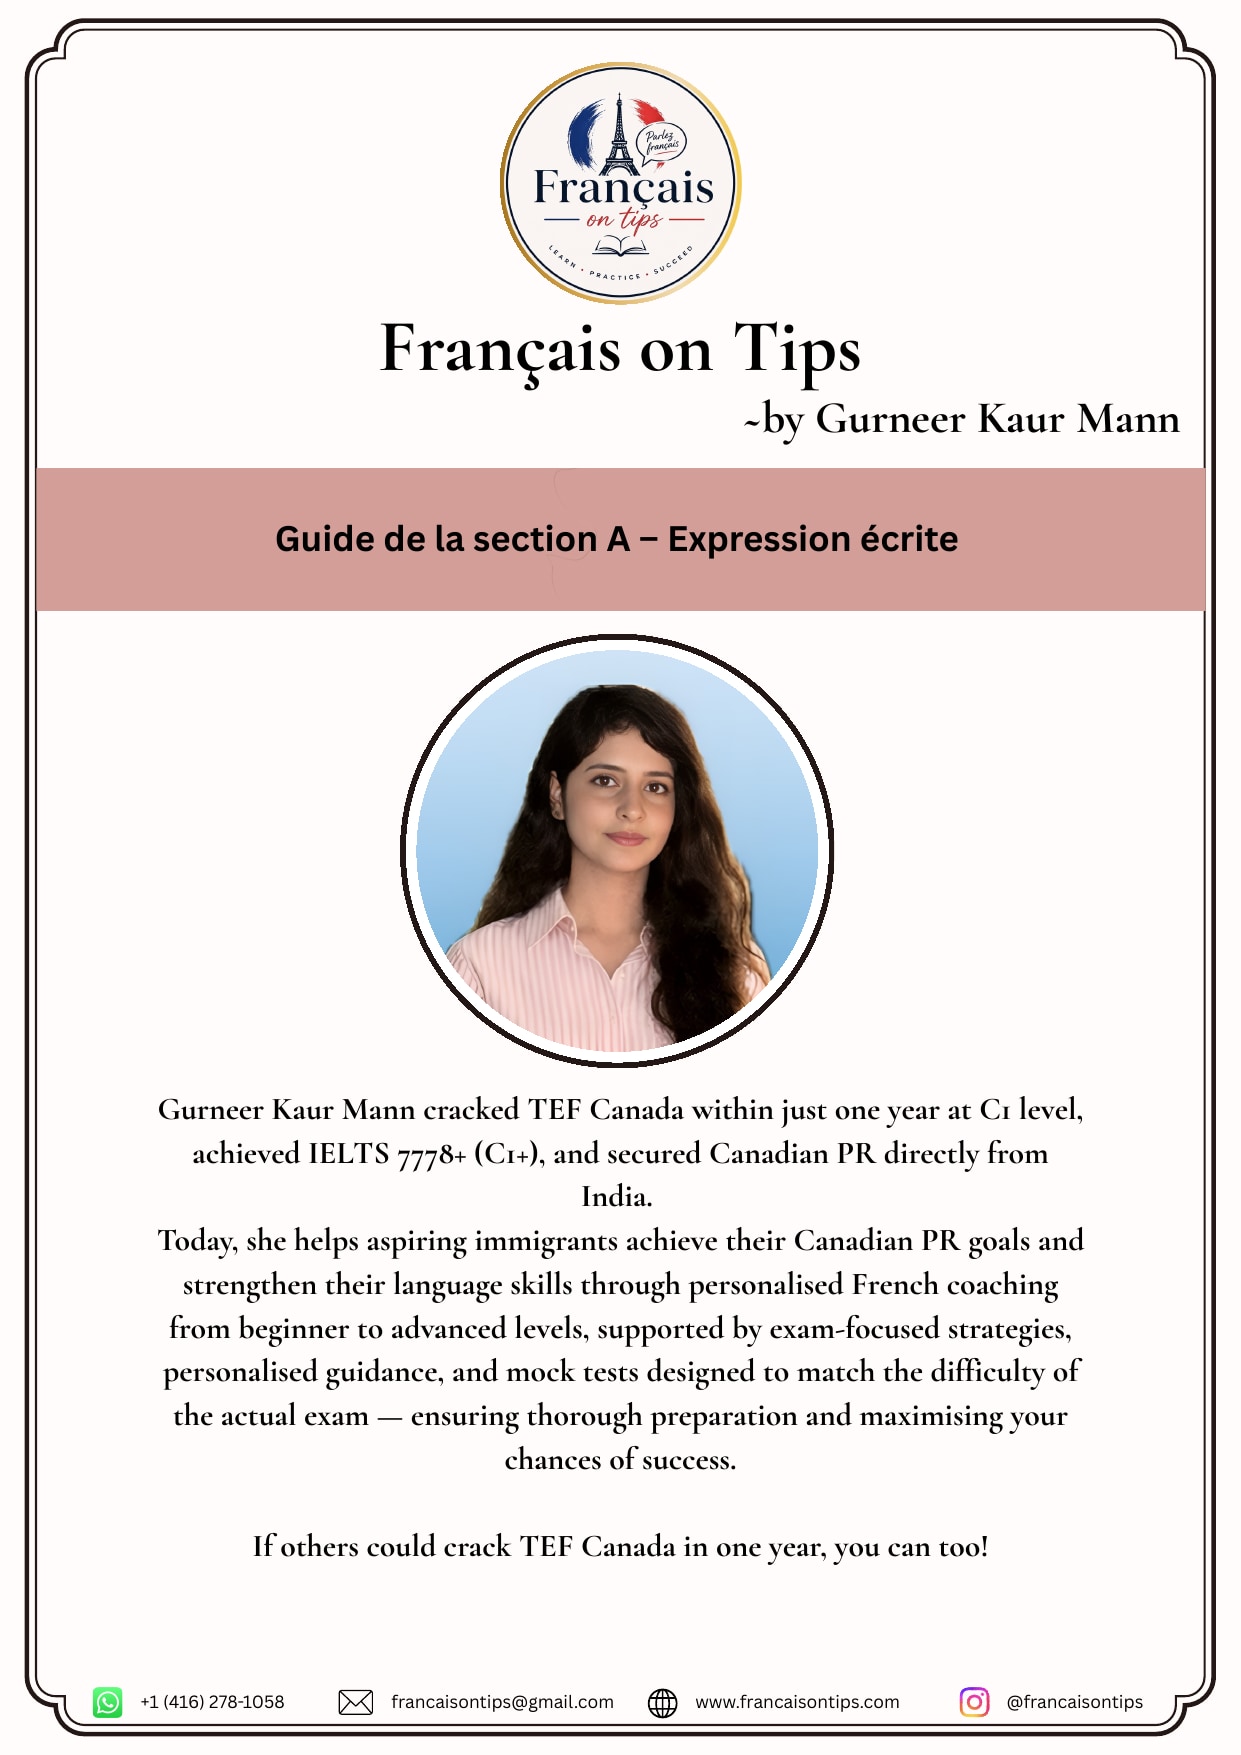 Parlez
français
Français
on tips
LEARN • PRACTICE • SUCCEED
Français on Tips
~by Gurneer Kaur Mann
Guide de la section A – Expression écrite
Gurneer Kaur Mann cracked TEF Canada within just one year at C1 level,
achieved IELTS 7778+ (C1+), and secured Canadian PR directly from
India.
Today, she helps aspiring immigrants achieve their Canadian PR goals and
strengthen their language skills through personalised French coaching
from beginner to advanced levels, supported by exam-focused strategies,
personalised guidance, and mock tests designed to match the difficulty of
the actual exam — ensuring thorough preparation and maximising your
chances of success.
If others could crack TEF Canada in one year, you can too!
+1 (416) 278-1058 francaisontips@gmail.com www.francaisontips.com @francaisontips